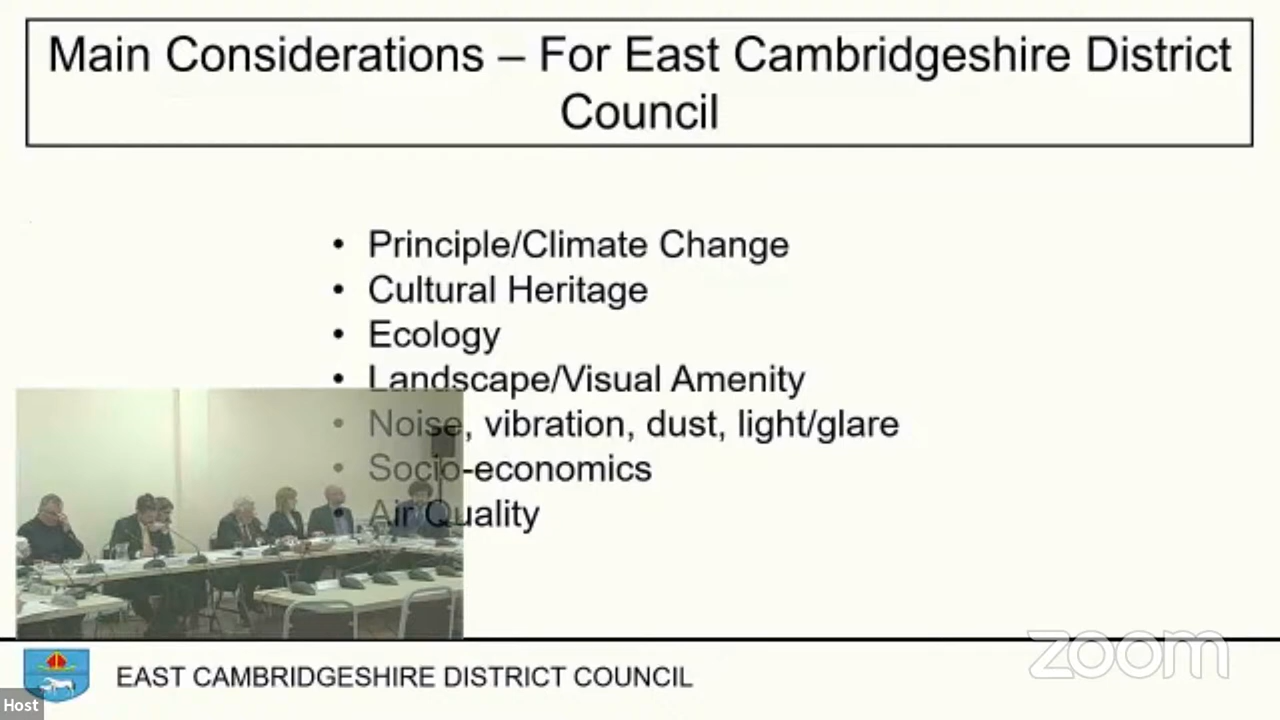 Main Considerations – For East Cambridgeshire District
Council
• Principle/Climate Change
• Cultural Heritage
• Ecology
• Landscape/Visual Amenity
• Noise, vibration, dust, light/glare
• Socio-economics
• Air Quality
EAST CAMBRIDGESHIRE DISTRICT COUNCIL
zoom
Host